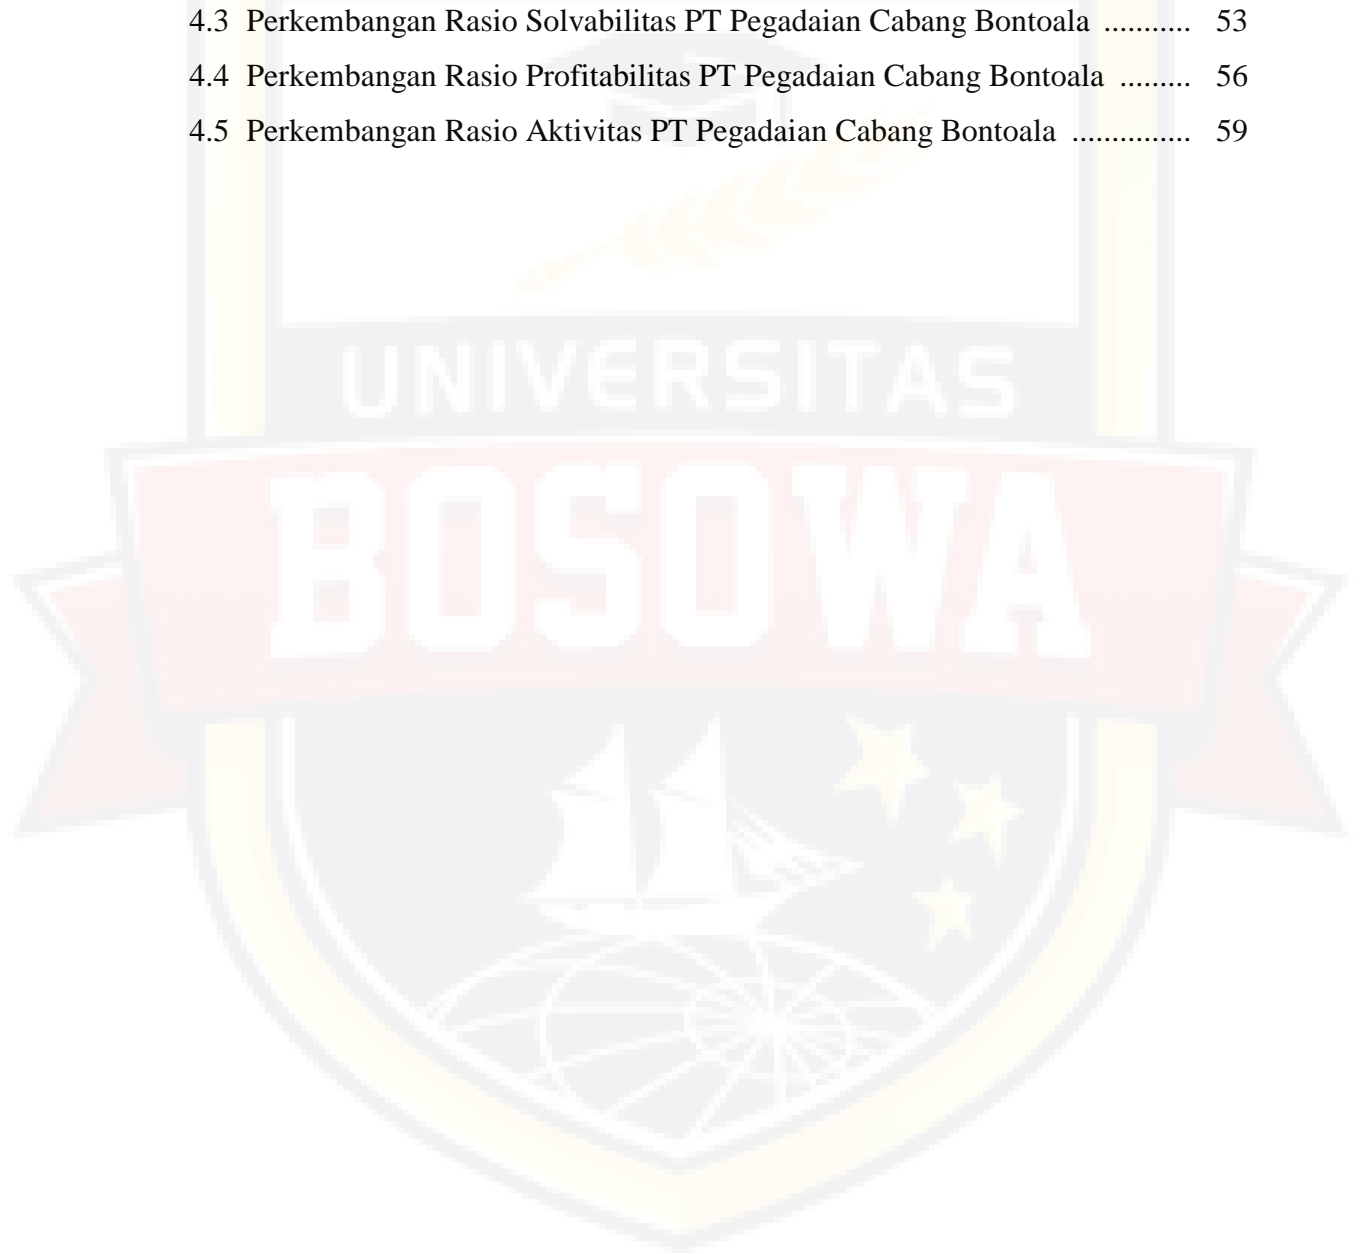 4.3 Perkembangan Rasio Solvabilitas PT Pegadaian Cabang Bontoala ........... 53
4.4 Perkembangan Rasio Profitabilitas PT Pegadaian Cabang Bontoala ......... 56
4.5 Perkembangan Rasio Aktivitas PT Pegadaian Cabang Bontoala ............... 59
UNIVERSITAS
BOSOWA